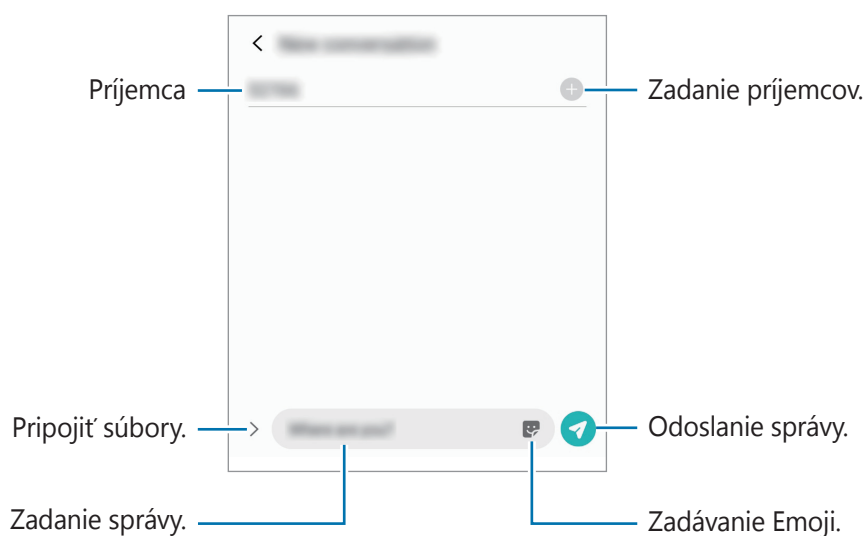 Príjemca
Zadanie príjemcov.
Pripojiť súbory.
Odoslanie správy.
Zadanie správy.
Zadávanie Emoji.